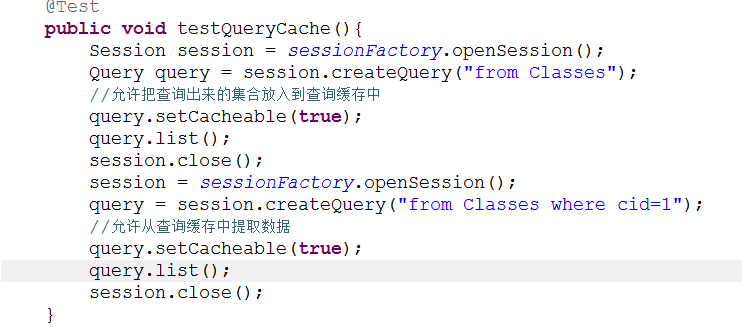 @Test
public void testQueryCache(){
Session session = sessionFactory.openSession();
Query query = session.createQuery("from Classes");
//允许把查询出来的集合放入到查询缓存中
query.setCacheable(true);
query.list();
session.close();
session = sessionFactory.openSession();
query = session.createQuery("from Classes where cid=1");
//允许从查询缓存中提取数据
query.setCacheable(true);
query.list();
session.close();
}